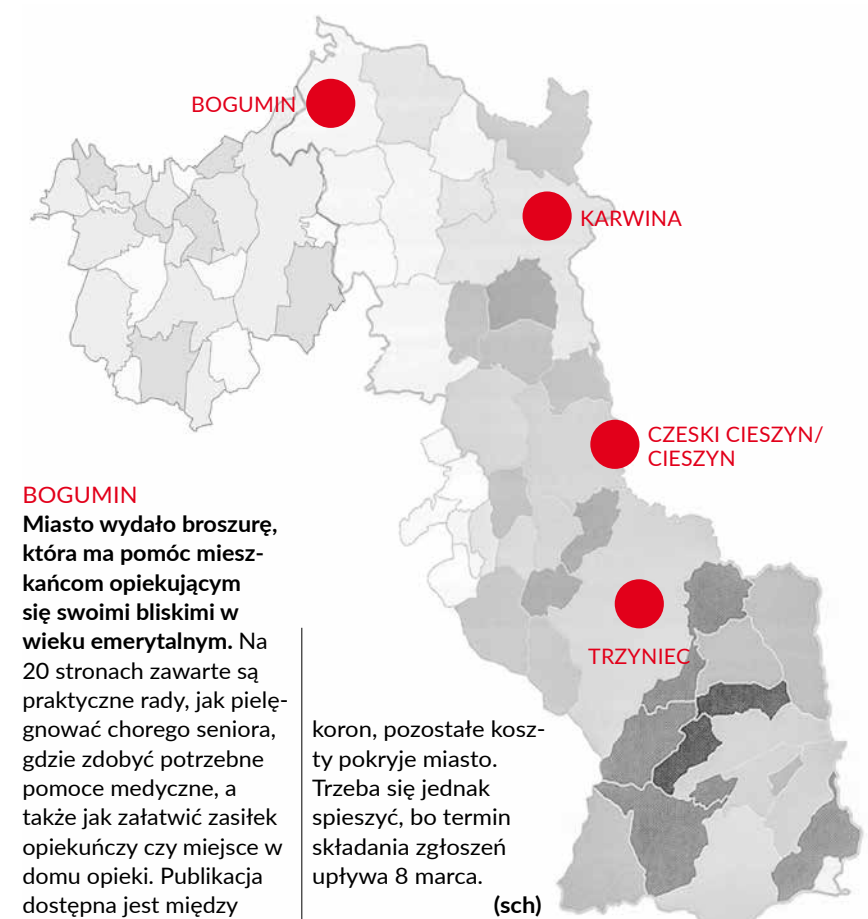 BOGUMIN
KARWINA
CZESKI CIESZYN/
CIESZYN
TRZYNIEC
BOGUMIN
Miasto wydało broszurę,
która ma pomóc miesz-
kańcom opiekującym
się swoimi bliskimi w
wieku emerytalnym. Na
20 stronach zawarte są
praktyczne rady, jak pielę-
gnować chorego seniora,
gdzie zdobyć potrzebne
pomoce medyczne, a
także jak załatwić zasiłek
opiekuńczy czy miejsce w
domu opieki. Publikacja
dostępna jest między
koron, pozostałe kosz-
ty pokryje miasto.
Trzeba się jednak
spieszyć, bo termin
składania zgłoszeń
upływa 8 marca.
(sch)